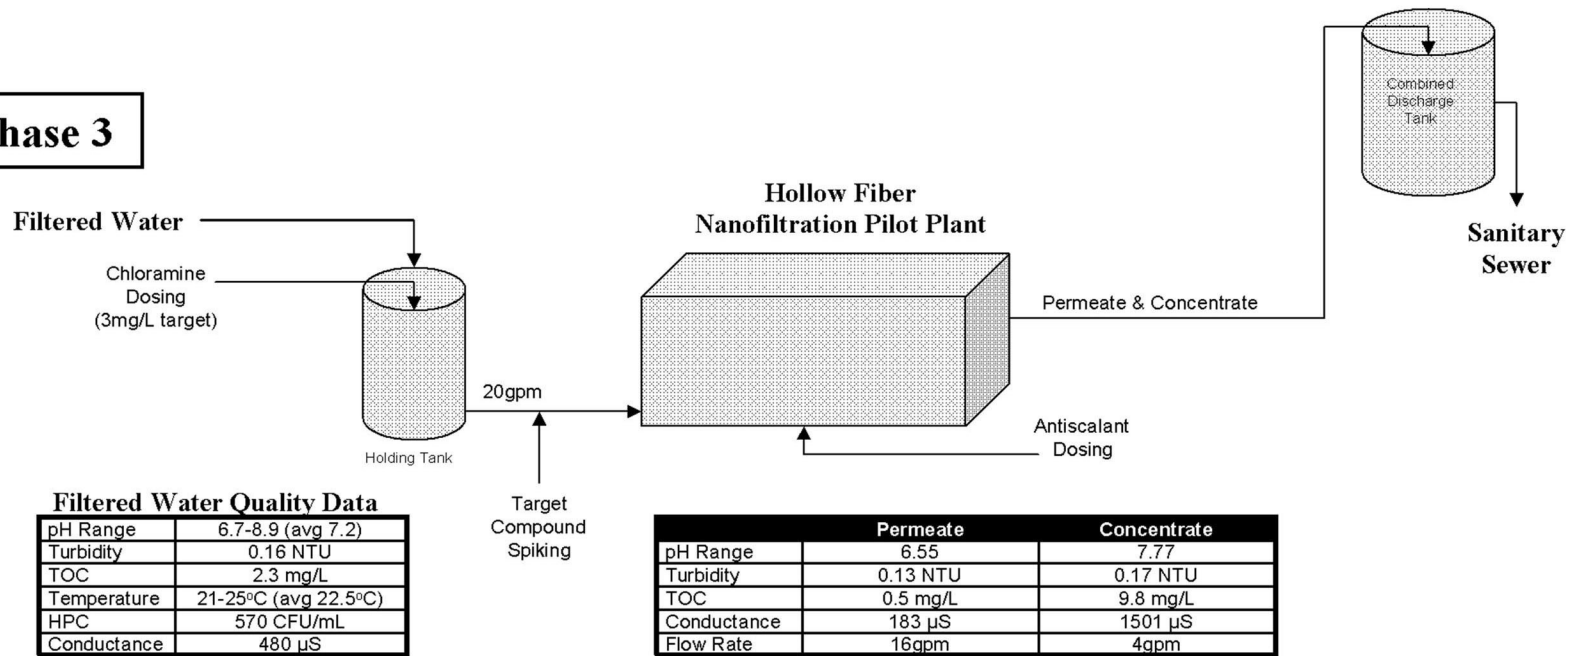 hase 3
Filtered Water
Chloramine
Dosing
(3mg/L target)
Holding Tank
20gpm
Target
Compound
Spiking
Hollow Fiber
Nanofiltration Pilot Plant
Antiscalant
Dosing
Permeate & Concentrate
Combined
Discharge
Tank
Sanitary
Sewer
Filtered Water Quality Data
pH Range 6.7-8.9 (avg 7.2)
Turbidity 0.16 NTU
TOC 2.3 mg/L
Temperature 21-25°C (avg 22.5°C)
HPC 570 CFU/mL
Conductance 480 µS
Permeate Concentrate
pH Range 6.55 7.77
Turbidity 0.13 NTU 0.17 NTU
TOC 0.5 mg/L 9.8 mg/L
Conductance 183 µS 1501 µS
Flow Rate 16gpm 4gpm